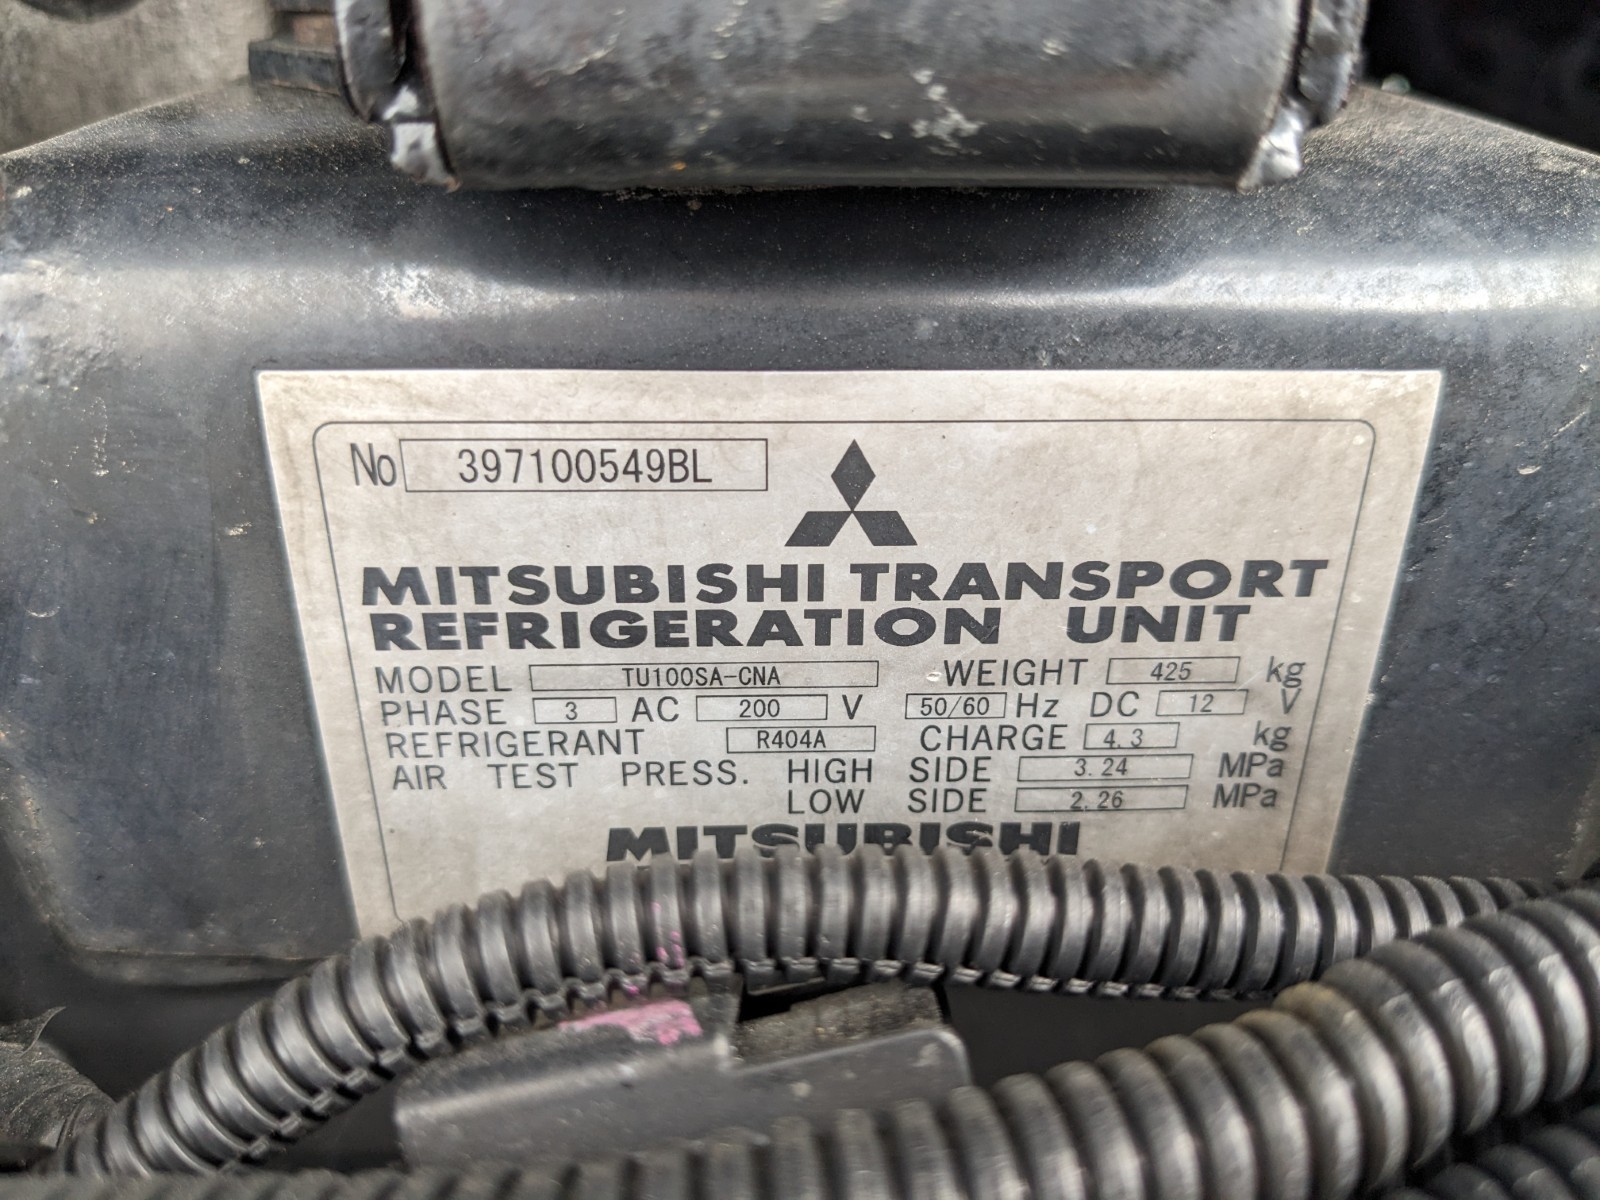 No 397100549BL
MITSUBISHI TRANSPORT
REFRIGERATION UNIT
MODEL TU100SA-CNA WEIGHT 425 kg
PHASE 3 AC 200 V 50/60 Hz DC 12 V
REFRIGERANT R404A CHARGE 4.3 kg
AIR TEST PRESS. HIGH SIDE 3.24 MPa
LOW SIDE 2.26 MPa
MITSUBISHI